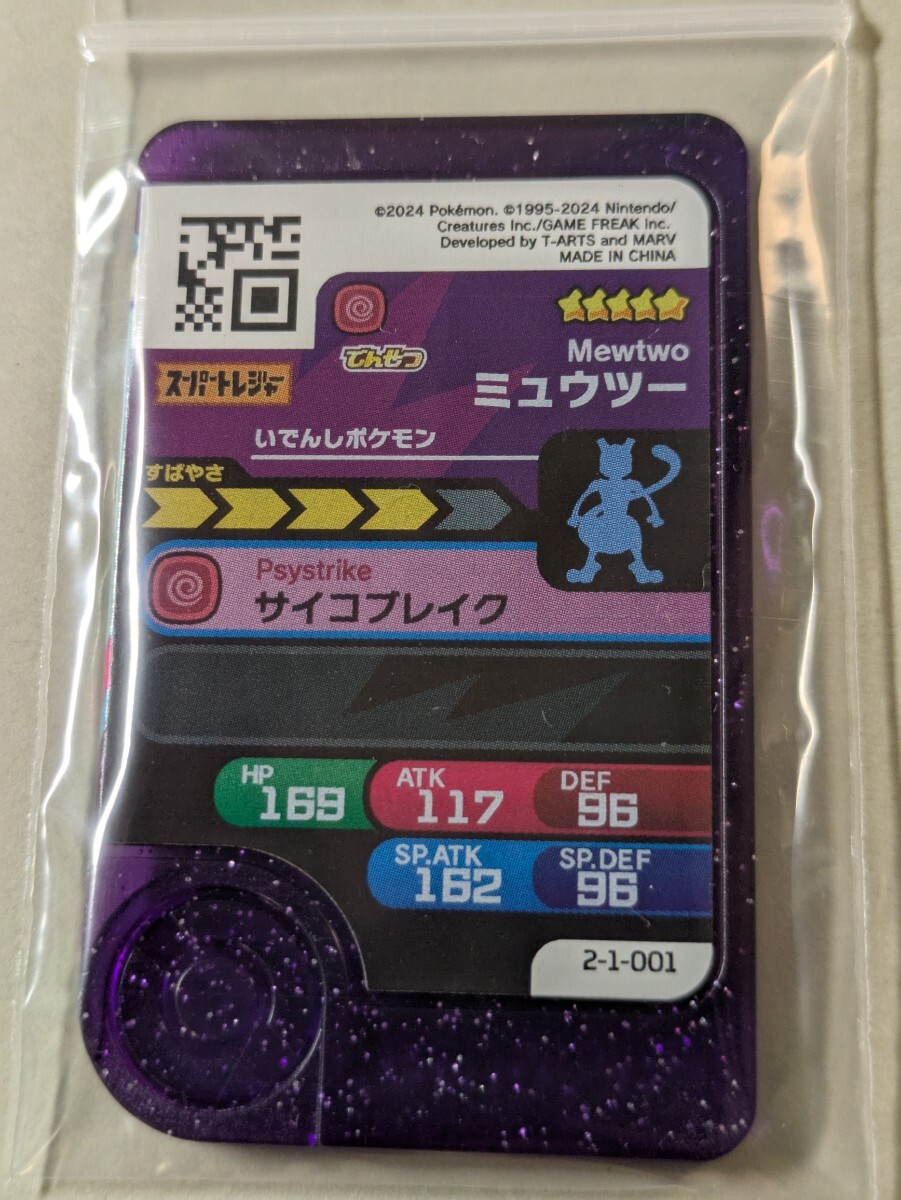 ©2024 Pokémon. ©1995-2024 Nintendo/
Creatures Inc./GAME FREAK inc.
Developed by T-ARTS and MARV
MADE IN CHINA
でんせつ
スーパートレジャー
Mewtwo
ミュウツー
いでんしポケモン
すばやさ
Psystrike
サイコブレイク
HP
169
ATK
117
DEF
96
SP.ATK
162
SP.DEF
96
2-1-001